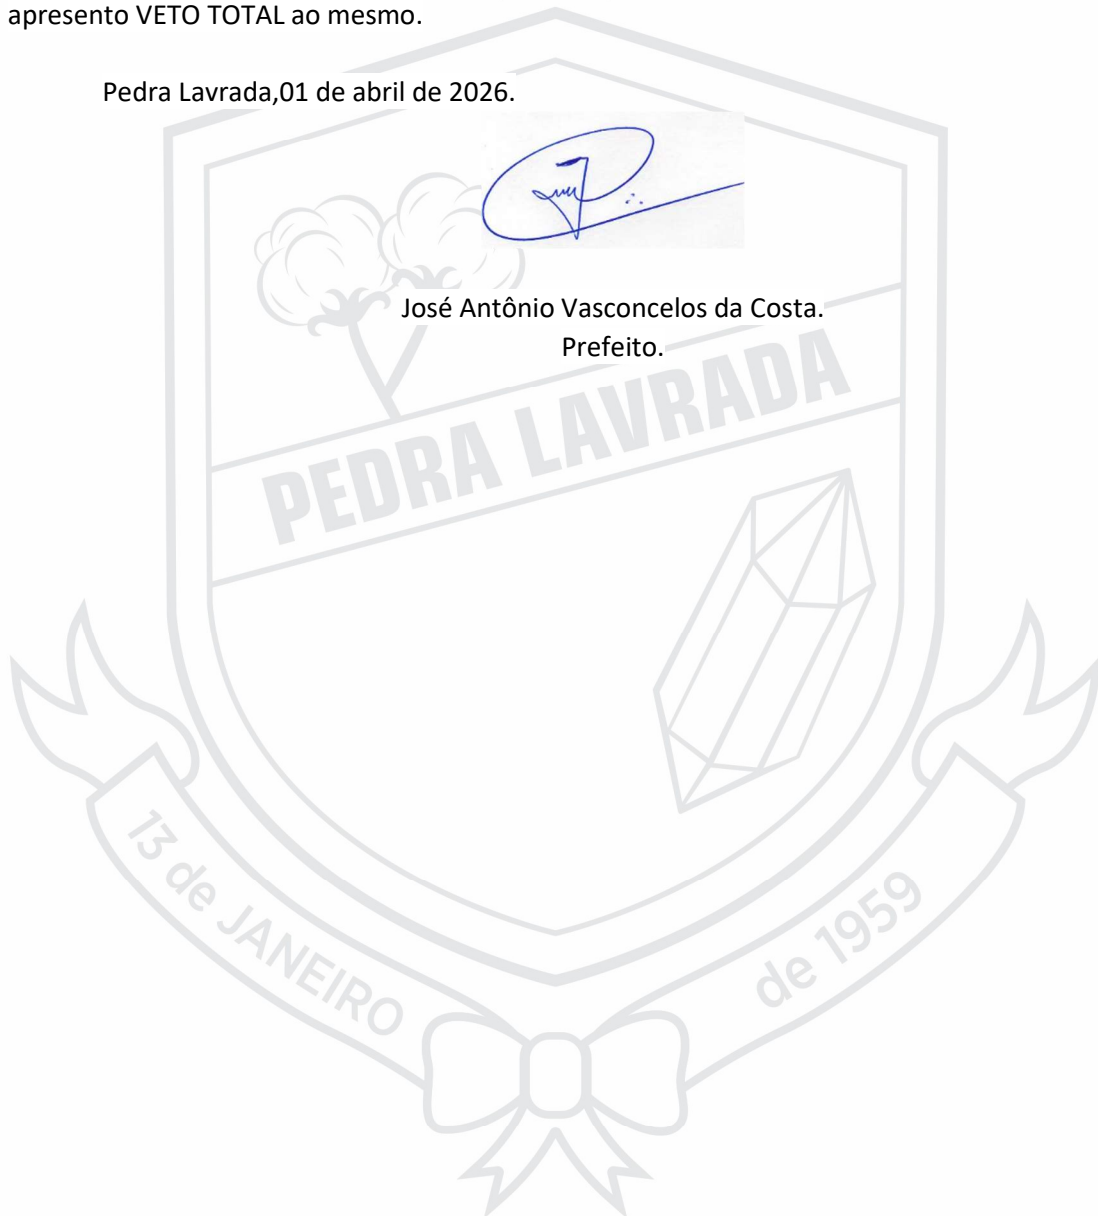 apresento VETO TOTAL ao mesmo.
Pedra Lavrada,01 de abril de 2026.
José Antônio Vasconcelos da Costa.
Prefeito.
PEDRA LAVRADA
13 de JANEIRO
de 1959